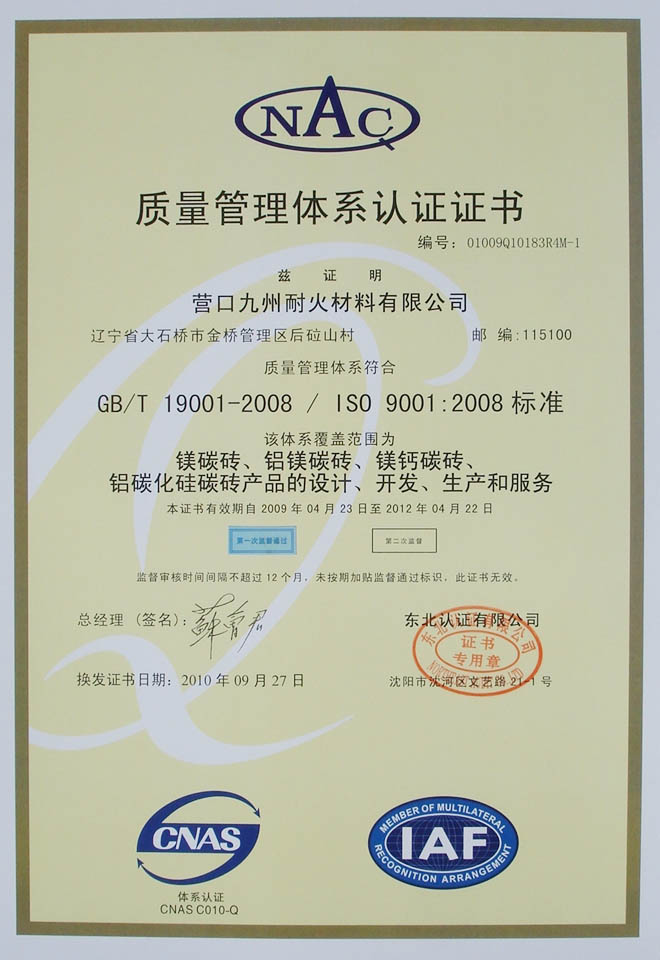 NAC
质量管理体系认证证书
编号：01009Q10183R4M-1
兹 证 明
营口九州耐火材料有限公司
辽宁省大石桥市金桥管理区后砬山村 邮 编:115100
质量管理体系符合
GB/T 19001-2008 / ISO 9001:2008 标准
该体系覆盖范围为
镁碳砖、铝镁碳砖、镁钙碳砖、
铝碳化硅碳砖产品的设计、开发、生产和服务
本证书有效期自 2009 年 04 月 23 日至 2012 年 04 月 22 日
第一次监督通过 第二次监督
监督审核时间间隔不超过 12 个月，未按期加贴监督通过标识，此证书无效。
总经理（签名）： 东北认证有限公司
东北认证有限公司
证书
专用章
换发证书日期：2010 年 09 月 27 日 沈阳市沈河区文艺路 21-1 号
CNAS
体系认证
CNAS C010-Q
MEMBER OF MULTILATERAL
IAF
RECOGNITION ARRANGEMENT